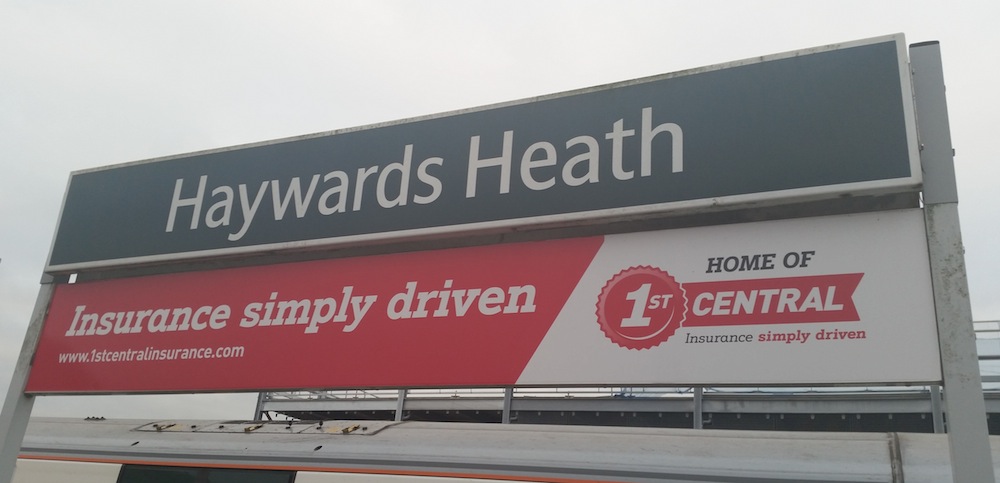 Haywards Heath
Insurance simply driven
www.1stcentralinsurance.com
HOME OF
1ST CENTRAL
Insurance simply driven